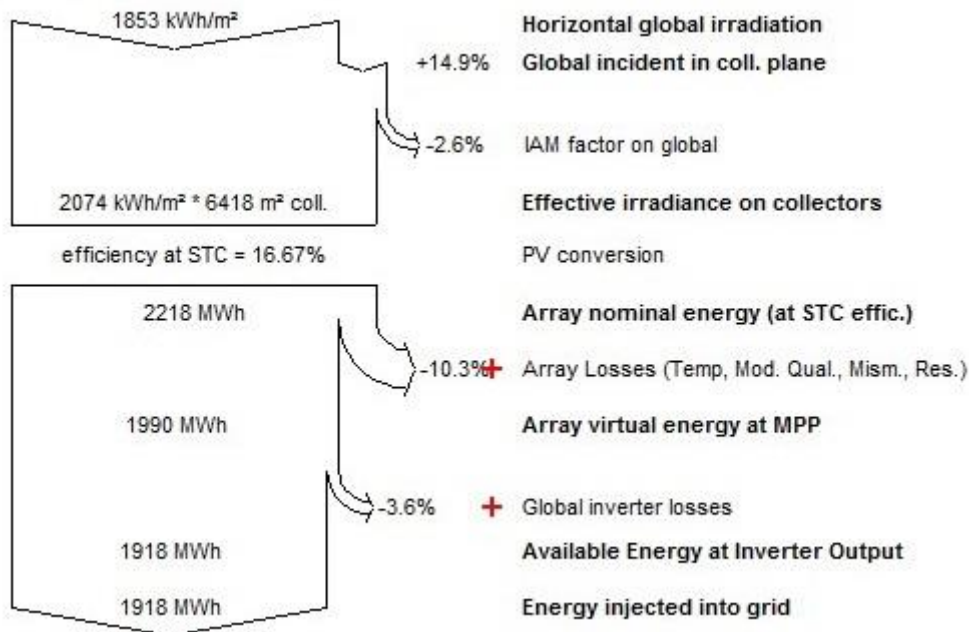 1853 kWh/m² Horizontal global irradiation
+14.9% Global incident in coll. plane
-2.6% IAM factor on global
2074 kWh/m² * 6418 m² coll. Effective irradiance on collectors
efficiency at STC = 16.67% PV conversion
2218 MWh Array nominal energy (at STC effic.)
-10.3% + Array Losses (Temp, Mod. Qual., Mism., Res.)
1990 MWh Array virtual energy at MPP
-3.6% + Global inverter losses
1918 MWh Available Energy at Inverter Output
1918 MWh Energy injected into grid